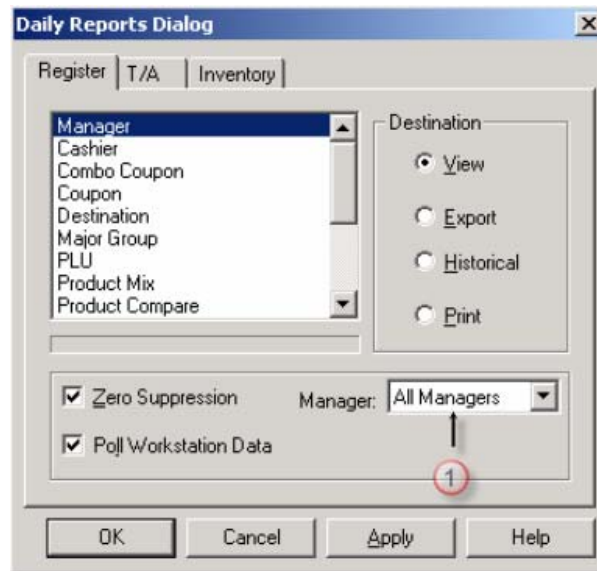 Daily Reports Dialog
Register T/A Inventory
Manager
Cashier
Combo Coupon
Coupon
Destination
Major Group
PLU
Product Mix
Product Compare
Destination
View
Export
Historical
Print
Zero Suppression
Manager: All Managers
Poll Workstation Data
1
OK Cancel Apply Help